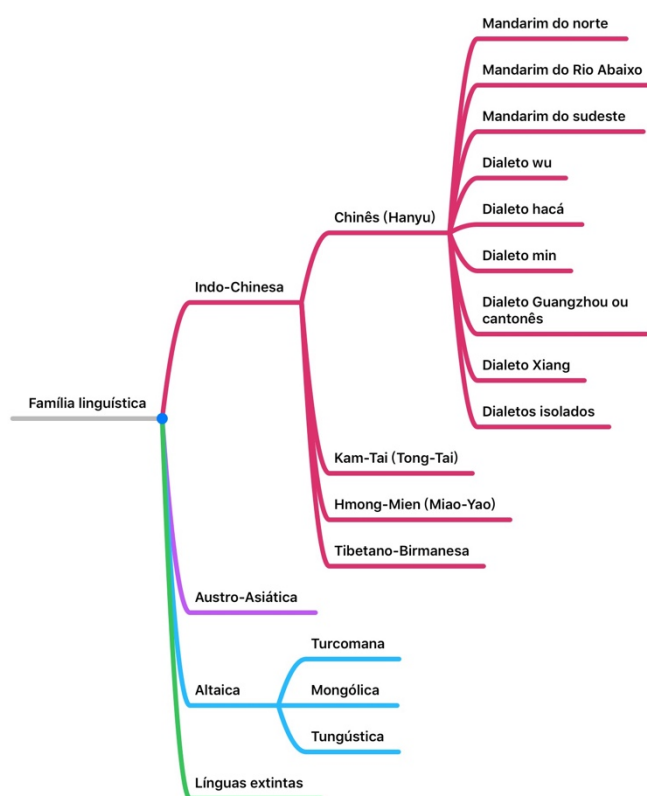 Mandarim do norte
Mandarim do Rio Abaixo
Mandarim do sudeste
Dialeto wu
Chinês (Hanyu)
Dialeto hacá
Dialeto min
Indo-Chinesa
Dialeto Guangzhou ou
cantonês
Dialeto Xiang
Família linguística
Dialetos isolados
Kam-Tai (Tong-Tai)
Hmong-Mien (Miao-Yao)
Tibetano-Birmanesa
Austro-Asiática
Turcomana
Altaica
Mongólica
Tungústica
Línguas extintas